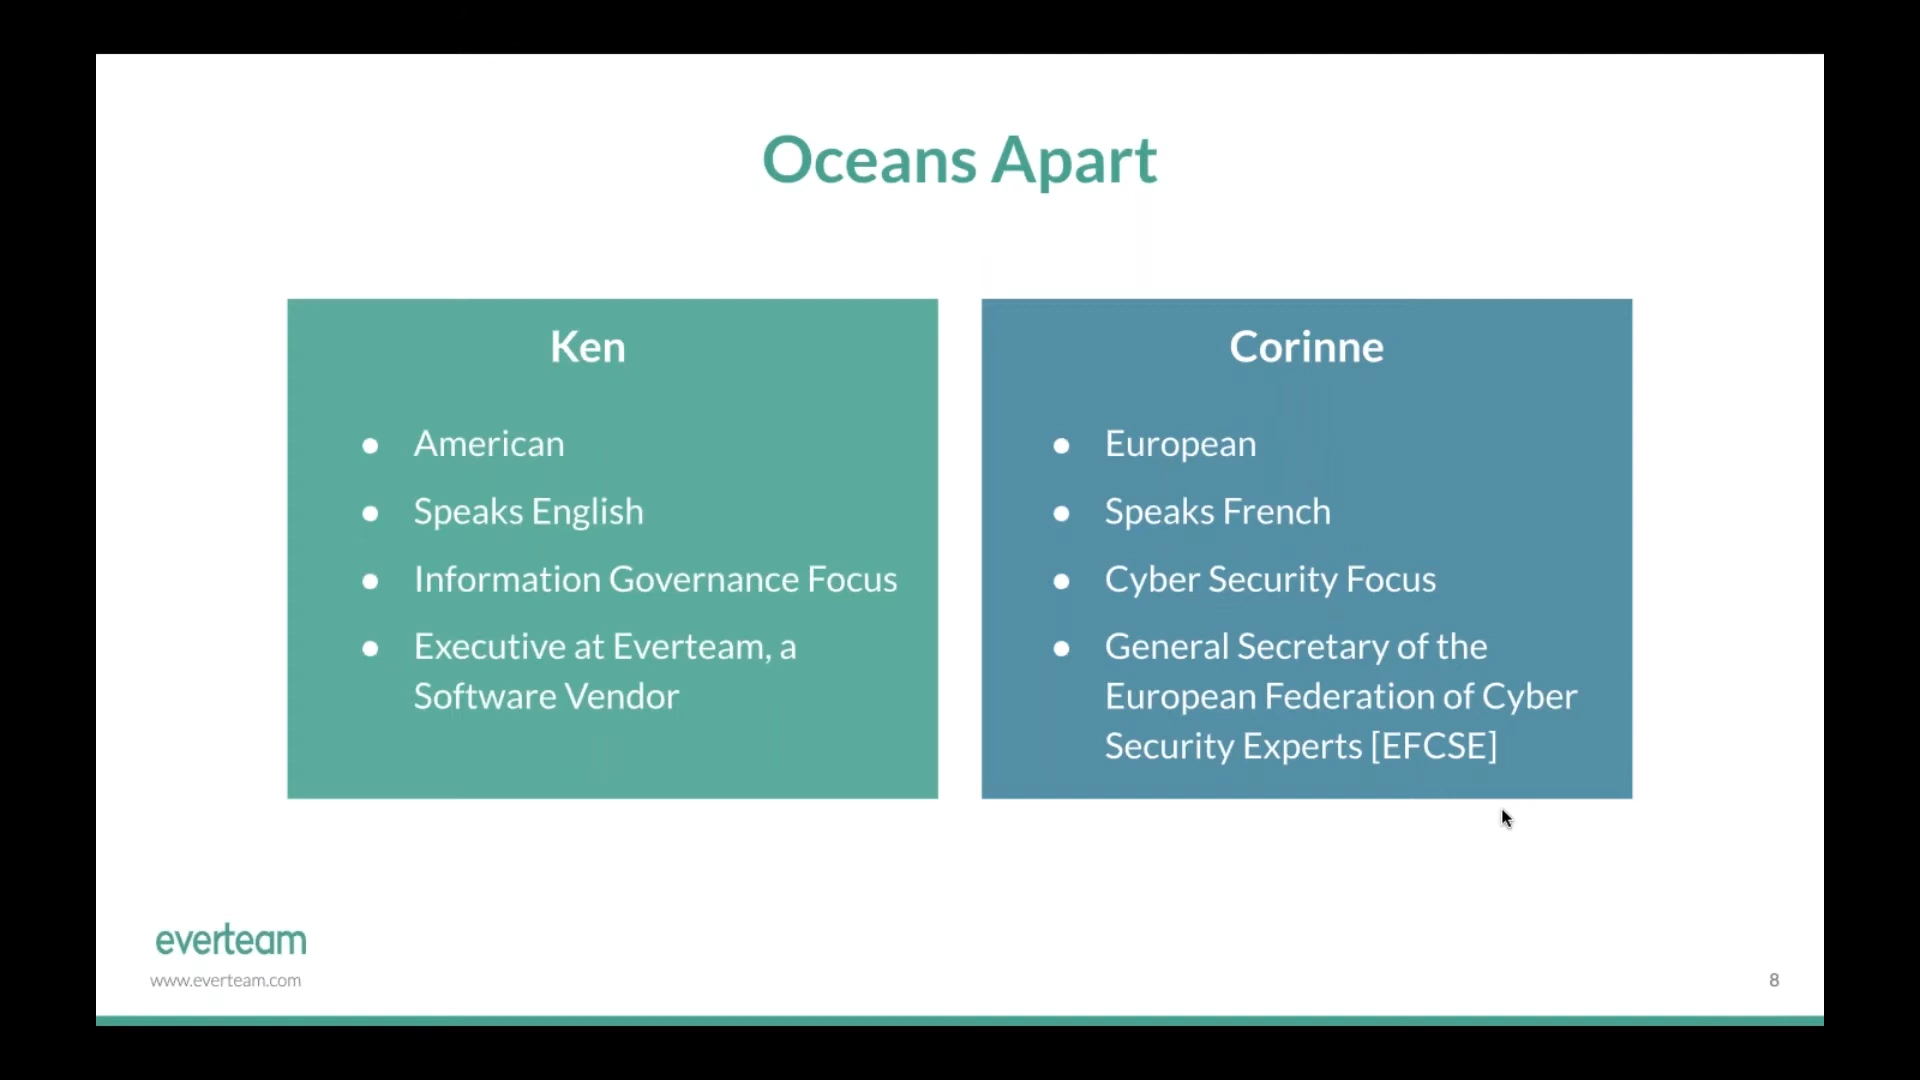 Oceans Apart
Ken
● American
● Speaks English
● Information Governance Focus
● Executive at Everteam, a
Software Vendor
Corinne
● European
● Speaks French
● Cyber Security Focus
● General Secretary of the
European Federation of Cyber
Security Experts [EFCSE]
everteam
www.everteam.com
8